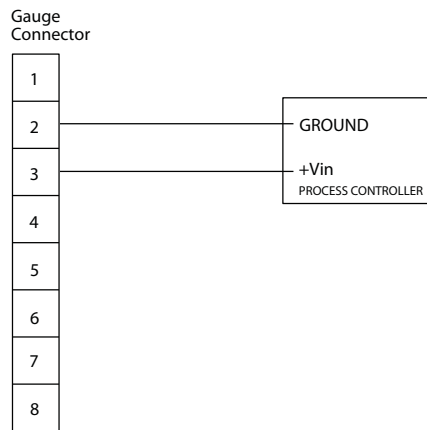 Gauge
Connector
1
2
3
4
5
6
7
8
GROUND
+Vin
PROCESS CONTROLLER